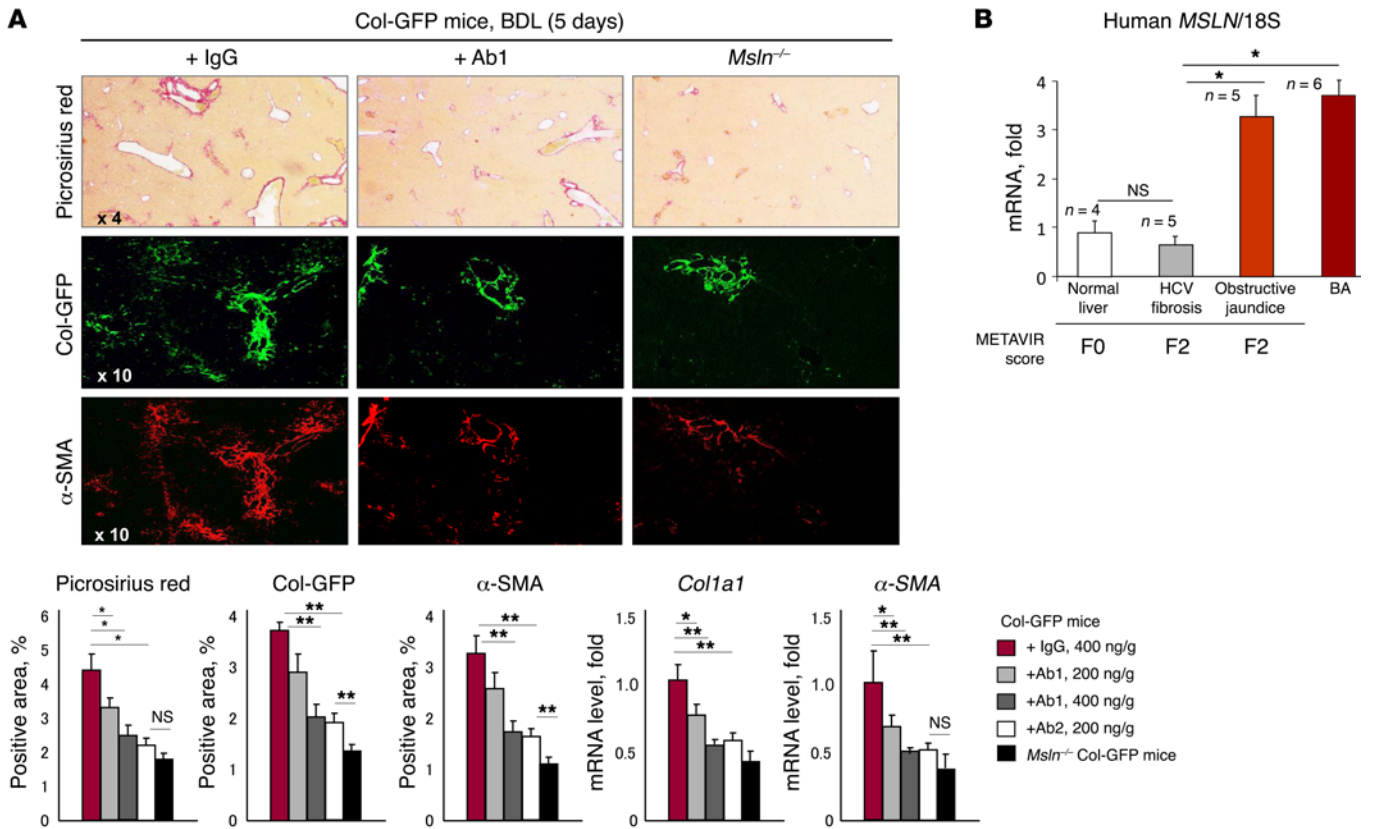 A
Col-GFP mice, BDL (5 days)
+ IgG
+ Ab1
Msln–/–
Picrosirius red
x 4
Col-GFP
x 10
α-SMA
x 10
Picrosirius red
Positive area, %
6
5
4
3
2
1
0
*
*
*
NS
Col-GFP
Positive area, %
4
3
2
1
0
**
**
**
α-SMA
Positive area, %
4
3
2
1
0
**
**
**
Col1a1
mRNA level, fold
1.5
1.0
0.5
0
*
**
**
α-SMA
mRNA level, fold
1.5
1.0
0.5
0
*
**
**
NS
Col-GFP mice
+ IgG, 400 ng/g
+Ab1, 200 ng/g
+Ab1, 400 ng/g
+Ab2, 200 ng/g
Msln–/– Col-GFP mice
B
Human MSLN/18S
mRNA, fold
4
3
2
1
0
*
*
NS
n = 4
n = 5
n = 5
n = 6
Normal liver
HCV fibrosis
Obstructive jaundice
BA
METAVIR score
F0
F2
F2